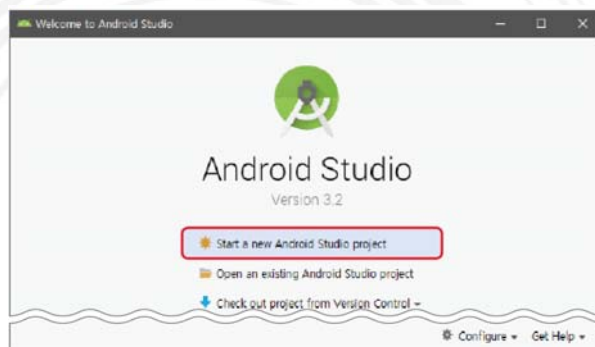 Welcome to Android Studio
Android Studio
Version 3.2
Start a new Android Studio project
Open an existing Android Studio project
Check out project from Version Control
Configure Get Help